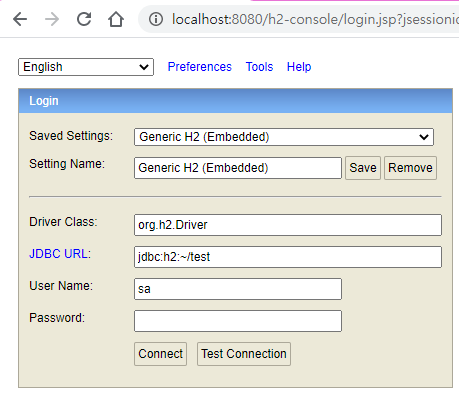 localhost:8080/h2-console/login.jsp?jsessionid
English Preferences Tools Help
Login
Saved Settings: Generic H2 (Embedded)
Setting Name: Generic H2 (Embedded) Save Remove
Driver Class: org.h2.Driver
JDBC URL: jdbc:h2:~/test
User Name: sa
Password:
Connect Test Connection